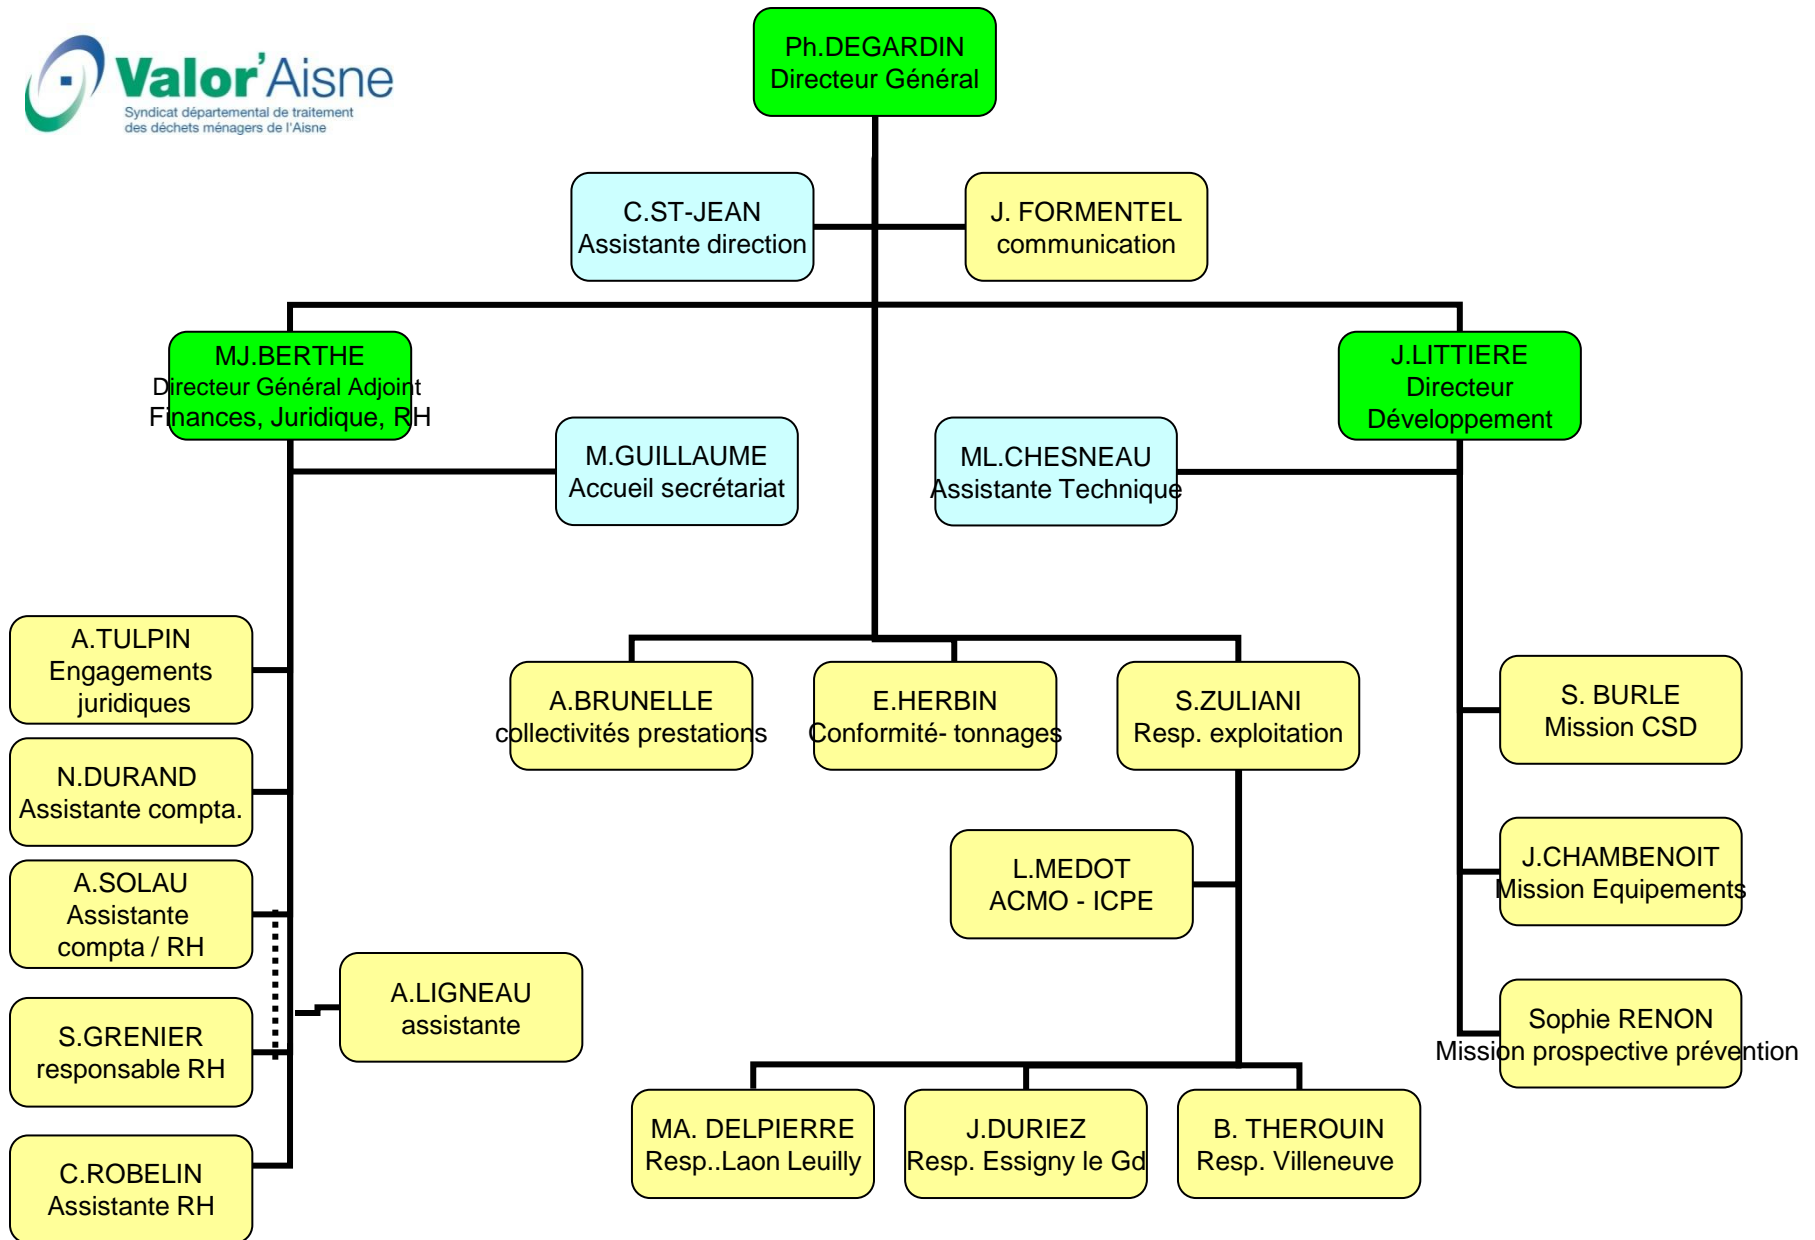 Valor'Aisne
Syndicat départemental de traitement
des déchets ménagers de l'Aisne
Ph.DEGARDIN
Directeur Général
C.ST-JEAN
Assistante direction
J. FORMENTEL
communication
MJ.BERTHE
Directeur Général Adjoint
Finances, Juridique, RH
J.LITTIERE
Directeur
Développement
M.GUILLAUME
Accueil secrétariat
ML.CHESNEAU
Assistante Technique
A.TULPIN
Engagements
juridiques
A.BRUNELLE
collectivités prestations
E.HERBIN
Conformité- tonnages
S.ZULIANI
Resp. exploitation
S. BURLE
Mission CSD
N.DURAND
Assistante compta.
L.MEDOT
ACMO - ICPE
J.CHAMBENOIT
Mission Equipements
A.SOLAU
Assistante
compta / RH
A.LIGNEAU
assistante
S.GRENIER
responsable RH
Sophie RENON
Mission prospective prévention
MA. DELPIERRE
Resp..Laon Leuilly
J.DURIEZ
Resp. Essigny le Gd
B. THEROUIN
Resp. Villeneuve
C.ROBELIN
Assistante RH